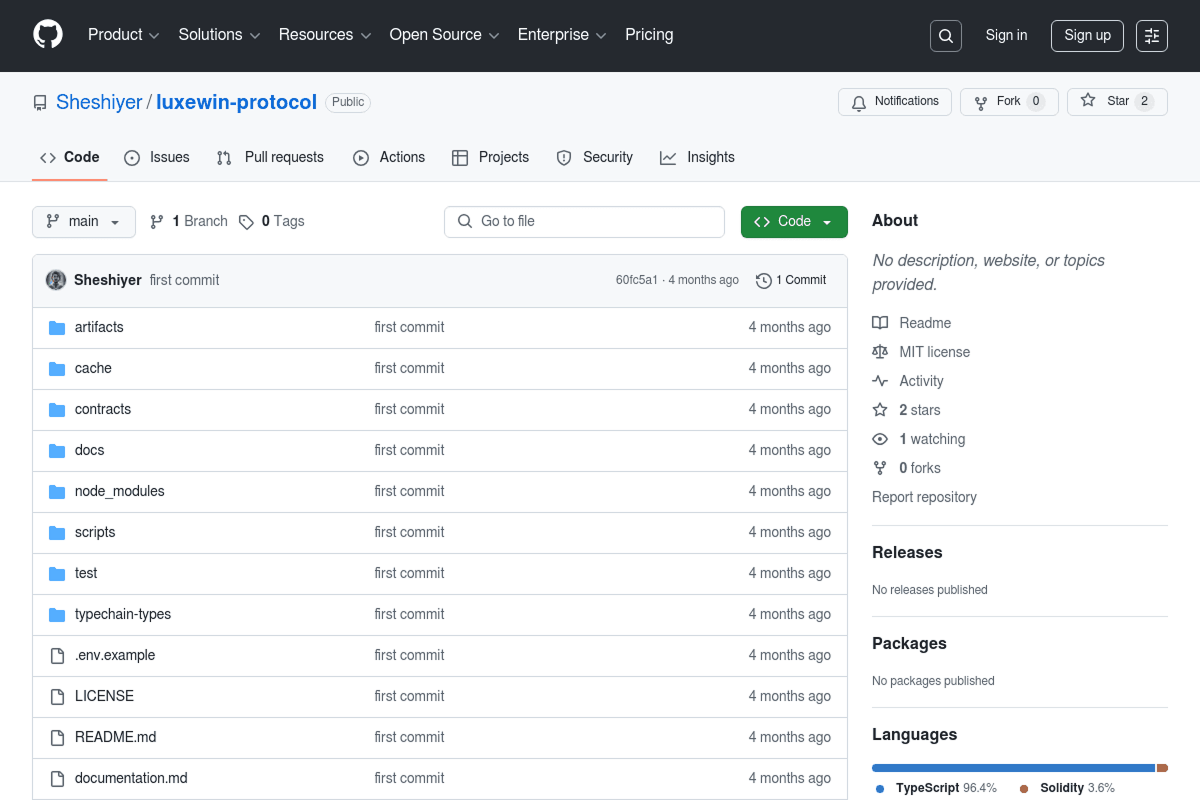 Product Solutions Resources Open Source Enterprise Pricing Sign in Sign up
Sheshiyer / luxewin-protocol Public Notifications Fork 0 Star 2
Code Issues Pull requests Actions Projects Security Insights
main 1 Branch 0 Tags Go to file Code
Sheshiyer first commit 60fc5a1 · 4 months ago 1 Commit
artifacts first commit 4 months ago
cache first commit 4 months ago
contracts first commit 4 months ago
docs first commit 4 months ago
node_modules first commit 4 months ago
scripts first commit 4 months ago
test first commit 4 months ago
typechain-types first commit 4 months ago
.env.example first commit 4 months ago
LICENSE first commit 4 months ago
README.md first commit 4 months ago
documentation.md first commit 4 months ago
About
No description, website, or topics
provided.
Readme
MIT license
Activity
2 stars
1 watching
0 forks
Report repository
Releases
No releases published
Packages
No packages published
Languages
TypeScript 96.4% Solidity 3.6%